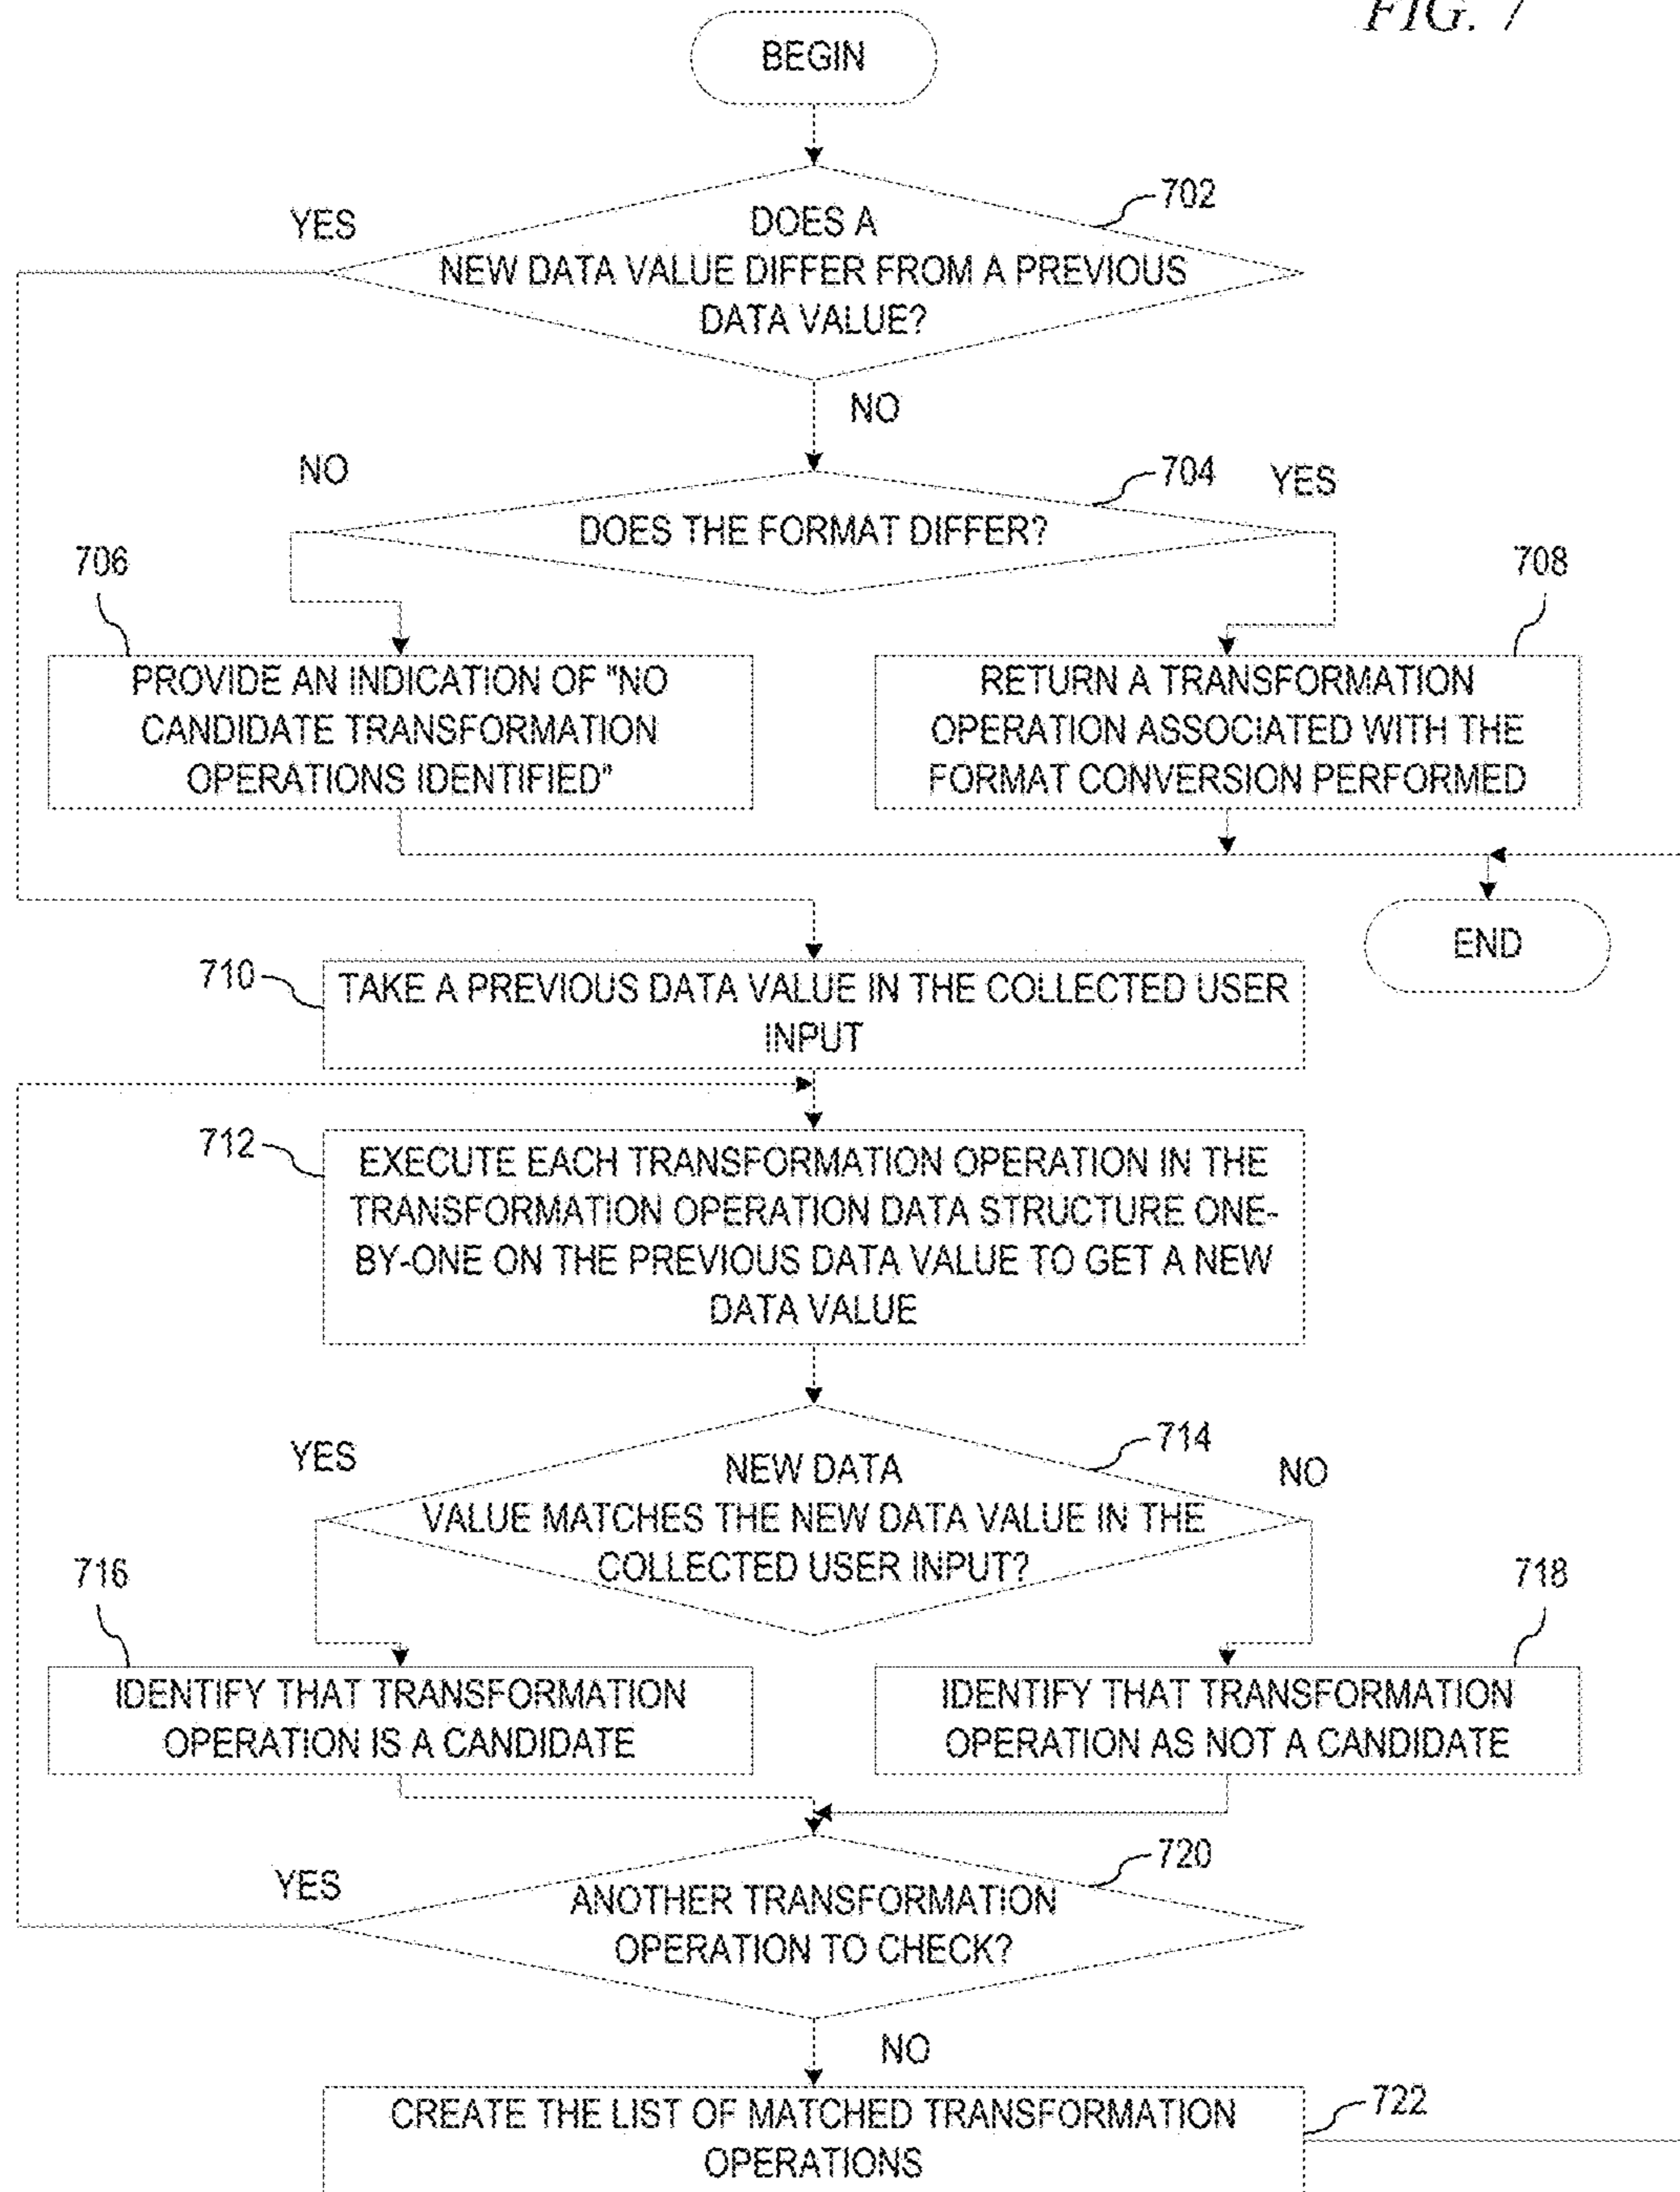 FIG. 7
BEGIN
702
YES
DOES A
NEW DATA VALUE DIFFER FROM A PREVIOUS
DATA VALUE?
NO
NO
704
YES
DOES THE FORMAT DIFFER?
706
708
PROVIDE AN INDICATION OF "NO
CANDIDATE TRANSFORMATION
OPERATIONS IDENTIFIED"
RETURN A TRANSFORMATION
OPERATION ASSOCIATED WITH THE
FORMAT CONVERSION PERFORMED
END
710
TAKE A PREVIOUS DATA VALUE IN THE COLLECTED USER
INPUT
712
EXECUTE EACH TRANSFORMATION OPERATION IN THE
TRANSFORMATION OPERATION DATA STRUCTURE ONE-
BY-ONE ON THE PREVIOUS DATA VALUE TO GET A NEW
DATA VALUE
714
YES
NO
NEW DATA
VALUE MATCHES THE NEW DATA VALUE IN THE
COLLECTED USER INPUT?
716
718
IDENTIFY THAT TRANSFORMATION
OPERATION IS A CANDIDATE
IDENTIFY THAT TRANSFORMATION
OPERATION AS NOT A CANDIDATE
720
YES
ANOTHER TRANSFORMATION
OPERATION TO CHECK?
NO
722
CREATE THE LIST OF MATCHED TRANSFORMATION
OPERATIONS